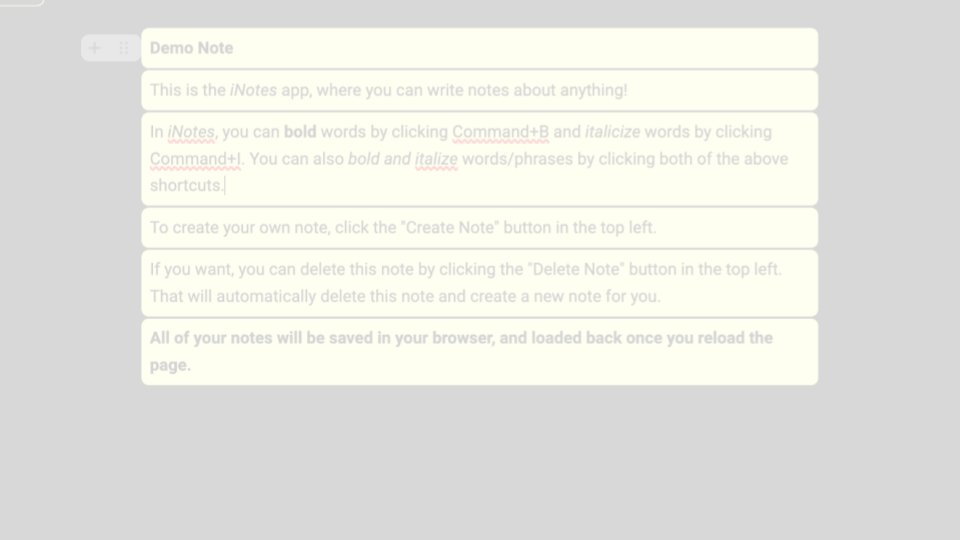 Demo Note
This is the iNotes app, where you can write notes about anything!
In iNotes, you can bold words by clicking Command+B and italicize words by clicking
Command+I. You can also bold and italize words/phrases by clicking both of the above
shortcuts.
To create your own note, click the "Create Note" button in the top left.
If you want, you can delete this note by clicking the "Delete Note" button in the top left.
That will automatically delete this note and create a new note for you.
All of your notes will be saved in your browser, and loaded back once you reload the
page.